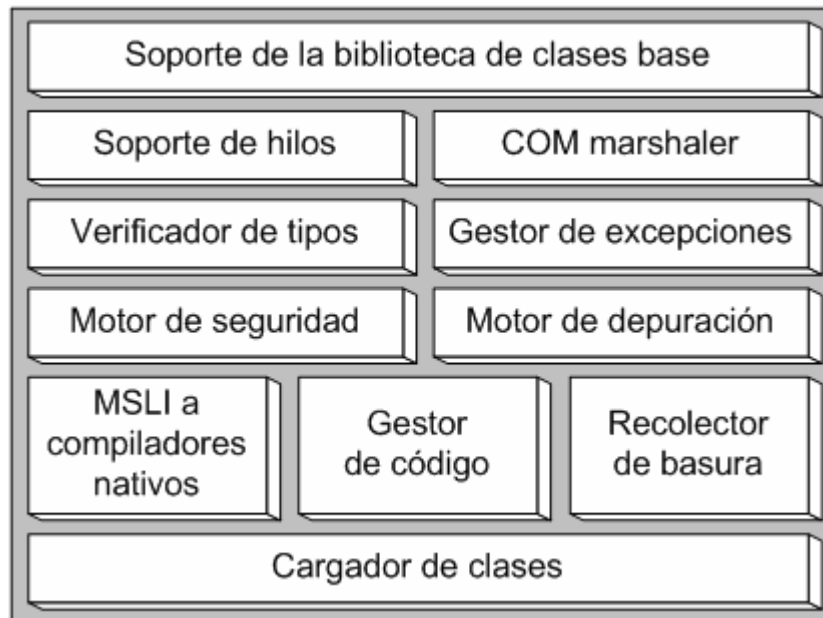 Soporte de la biblioteca de clases base
Soporte de hilos
COM marshaler
Verificador de tipos
Gestor de excepciones
Motor de seguridad
Motor de depuración
MSLI a
compiladores
nativos
Gestor
de código
Recolector
de basura
Cargador de clases